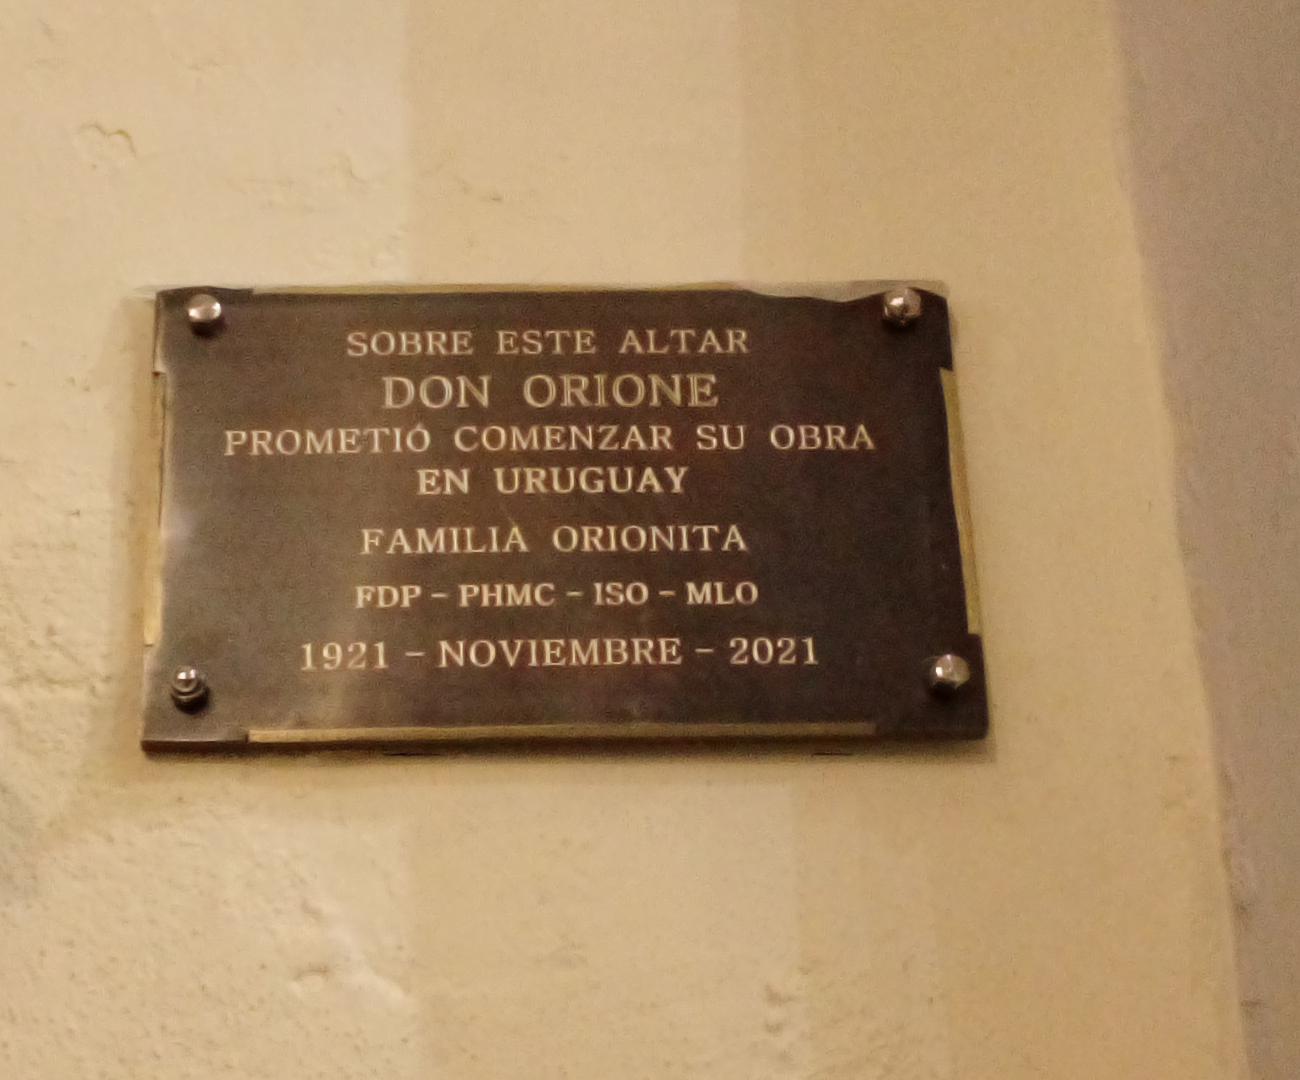 SOBRE ESTE ALTAR
DON ORIONE
PROMETIÓ COMENZAR SU OBRA
EN URUGUAY
FAMILIA ORIONITA
FDP - PHMC - ISO - MLO
1921 - NOVIEMBRE - 2021